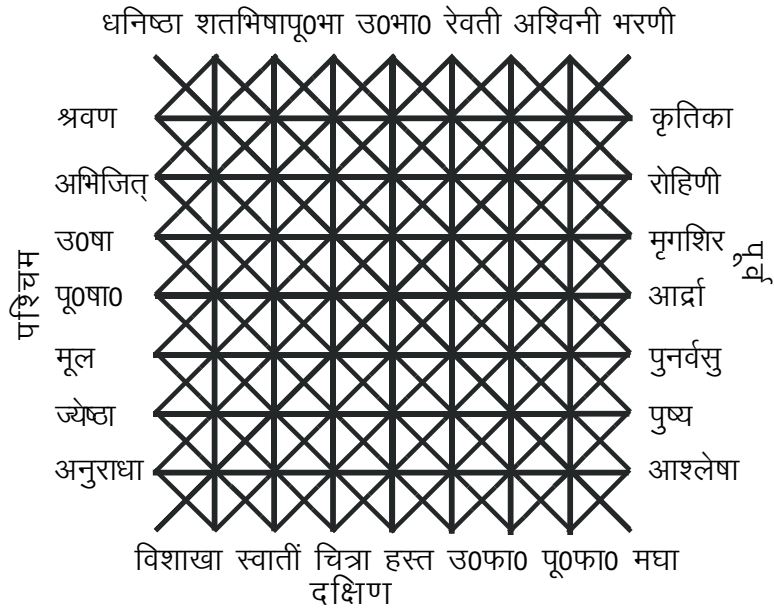 धनिष्ठा शतभिषापू0भा उ0भा0 रेवती अश्विनी भरणी
श्रवण कृतिका
अभिजित् रोहिणी
उ0षा मृगशिर
पश्चिम पूर्व
पू0षा0 आर्द्रा
मूल पुनर्वसु
ज्येष्ठा पुष्य
अनुराधा आश्लेषा
विशाखा स्वातीं चित्रा हस्त उ0फा0 पू0फा0 मघा
दक्षिण